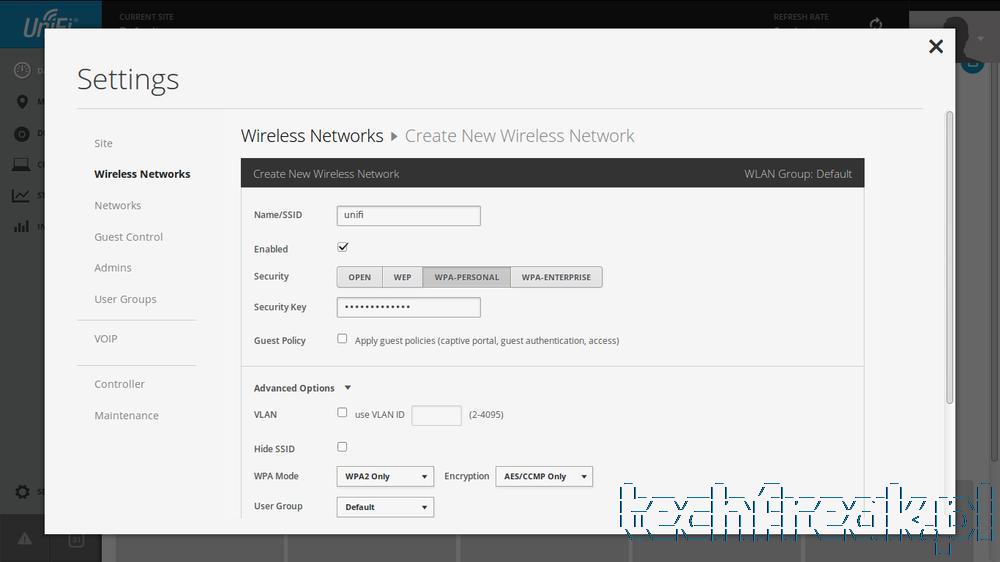 UniFi
CURRENT SITE
REFRESH RATE
Settings
Site
Wireless Networks
Networks
Guest Control
Admins
User Groups
VOIP
Controller
Maintenance
Wireless Networks Create New Wireless Network
Create New Wireless Network WLAN Group: Default
Name/SSID unifi
Enabled
Security OPEN WEP WPA-PERSONAL WPA-ENTERPRISE
Security Key •••••••••••••
Guest Policy Apply guest policies (captive portal, guest authentication, access)
Advanced Options
VLAN use VLAN ID (2-4095)
Hide SSID
WPA Mode WPA2 Only Encryption AES/CCMP Only
User Group Default
31
techfreak.pl